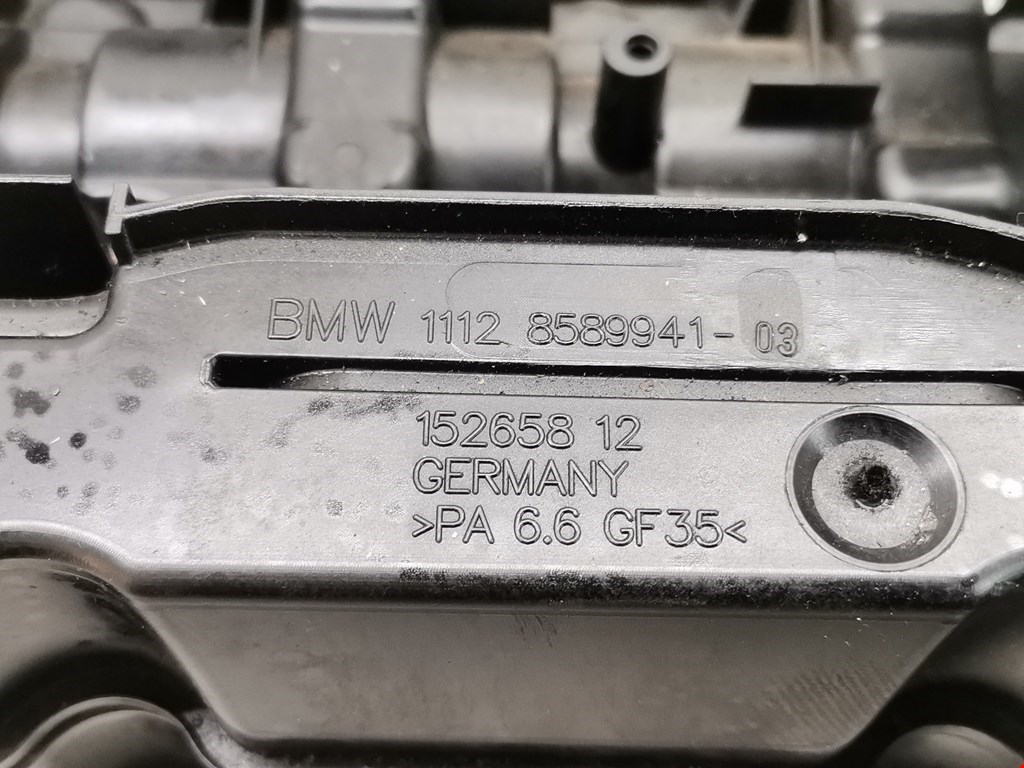 BMW 1112 8589941-03
152658 12
GERMANY
>PA 6.6 GF35<